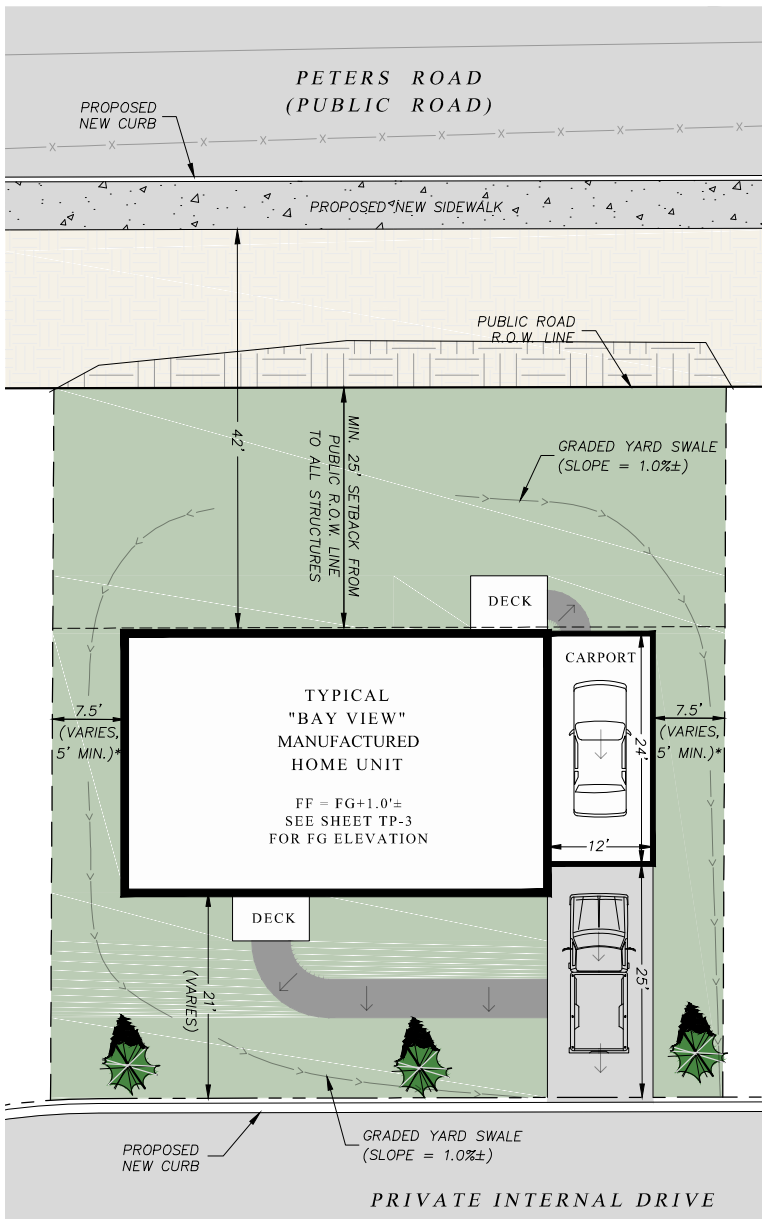 PETERS ROAD
(PUBLIC ROAD)
PROPOSED
NEW CURB
PROPOSED NEW SIDEWALK
PUBLIC ROAD
R.O.W. LINE
42'
MIN. 25' SETBACK FROM
PUBLIC R.O.W. LINE
TO ALL STRUCTURES
GRADED YARD SWALE
(SLOPE = 1.0%±)
DECK
CARPORT
TYPICAL
"BAY VIEW"
MANUFACTURED
HOME UNIT
FF = FG+1.0'±
SEE SHEET TP-3
FOR FG ELEVATION
7.5'
(VARIES,
5' MIN.)*
24'
12'
7.5'
(VARIES,
5' MIN.)*
DECK
21'
(VARIES)
25'
PROPOSED
NEW CURB
GRADED YARD SWALE
(SLOPE = 1.0%±)
PRIVATE INTERNAL DRIVE